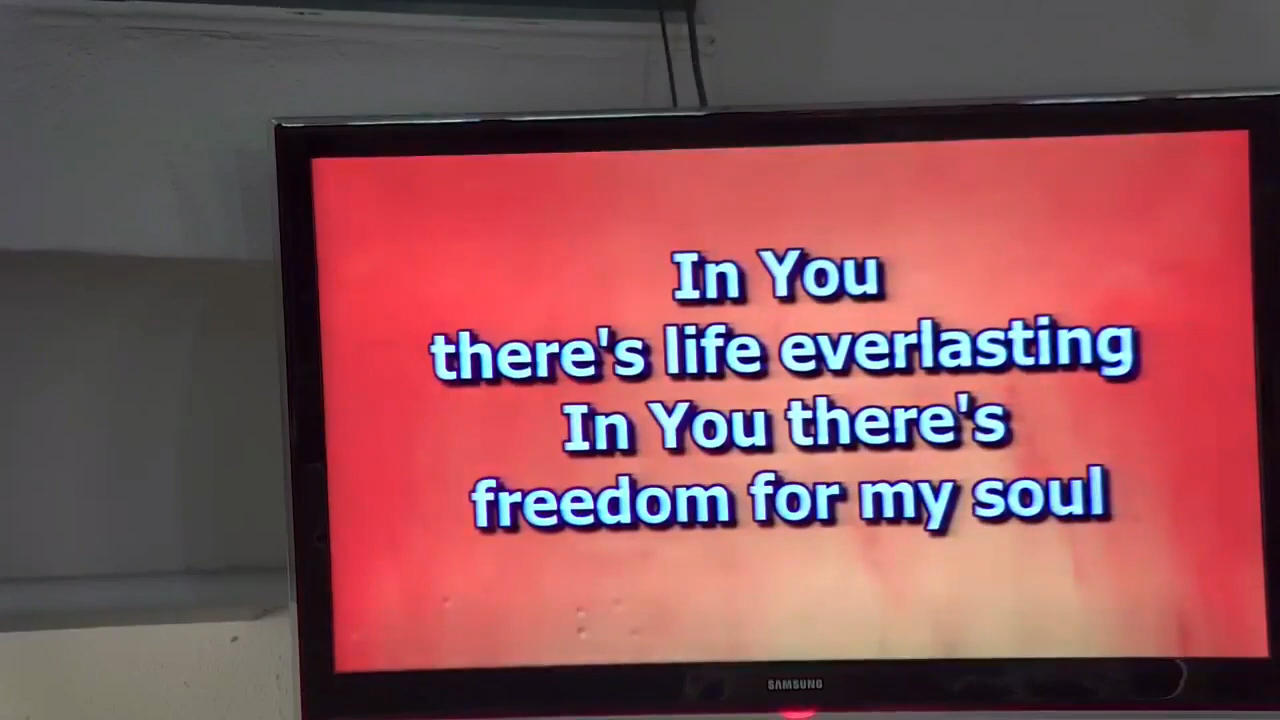 In You
there's life everlasting
In You there's
freedom for my soul
SAMSUNG